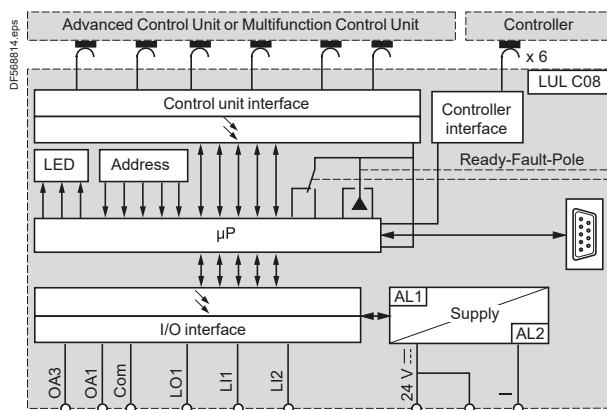 Advanced Control Unit or Multifunction Control Unit
Controller
DF568814.eps
x 6
LUL C08
Control unit interface
Controller
interface
Ready-Fault-Pole
LED
Address
µP
AL1
Supply
AL2
I/O interface
OA3
OA1
Com
LO1
LI1
LI2
24 V
I